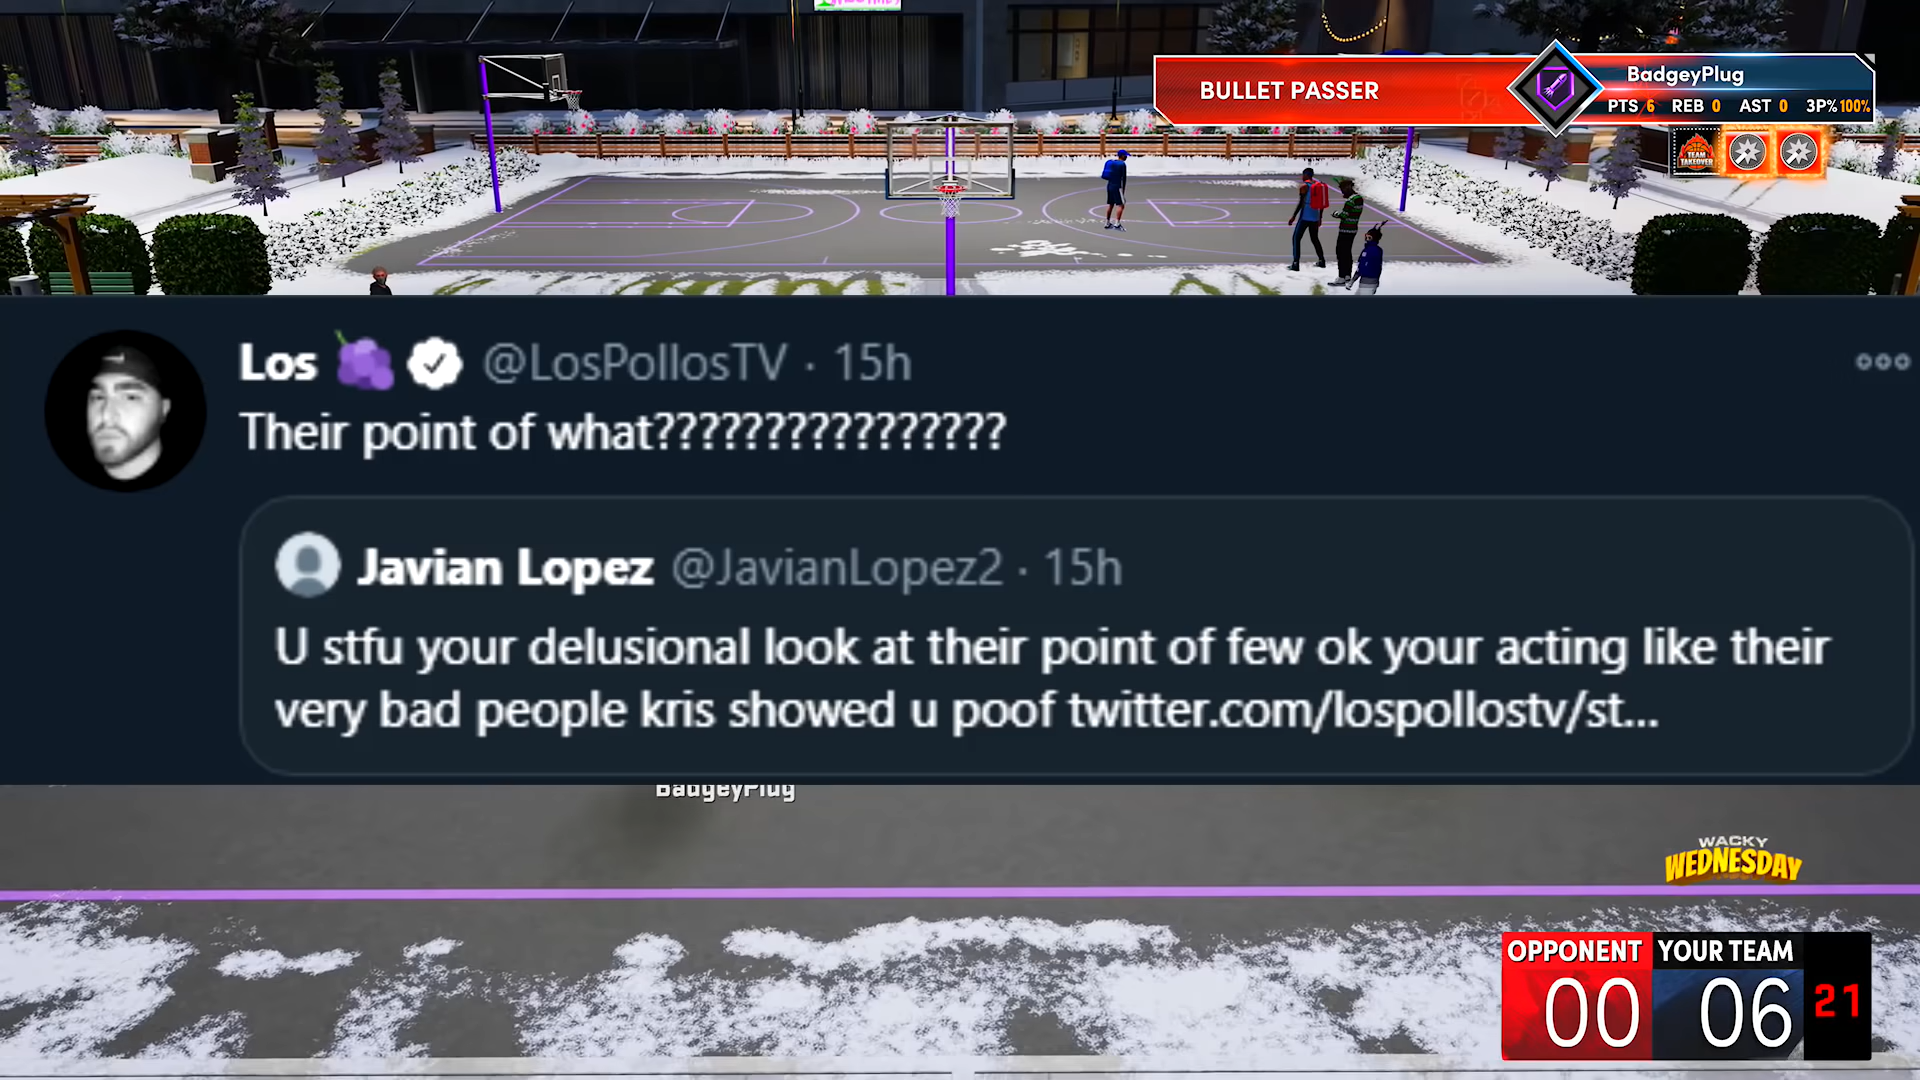 BULLET PASSER
BadgeyPlug
PTS 6 REB 0 AST 0 3P% 100%
TEAM TAKEOVER
Los @LosPollosTV · 15h
Their point of what????????????????
Javian Lopez @JavianLopez2 · 15h
U stfu your delusional look at their point of few ok your acting like their
very bad people kris showed u poof twitter.com/lospollostv/st...
BadgeyPlug
WACKY
WEDNESDAY
OPPONENT YOUR TEAM
00 06 21